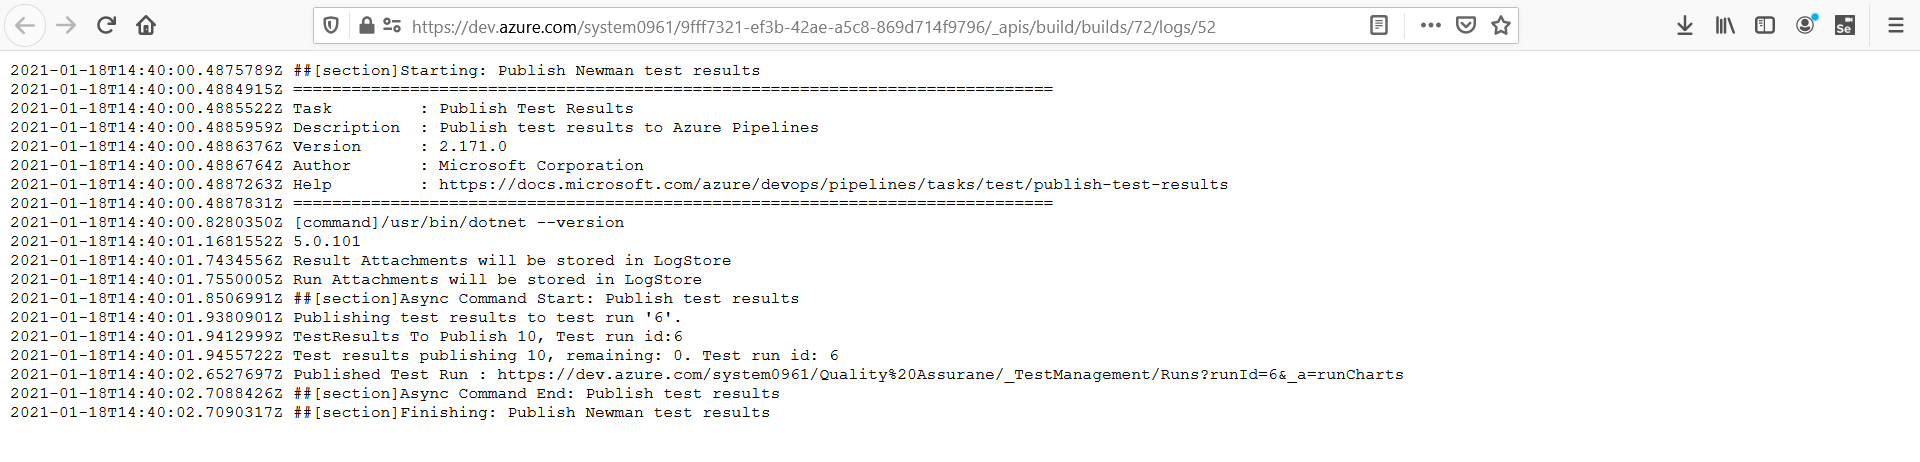 https://dev.azure.com/system0961/9fff7321-ef3b-42ae-a5c8-869d714f9796/_apis/build/builds/72/logs/52
Se
2021-01-18T14:40:00.4875789Z ##[section]Starting: Publish Newman test results
2021-01-18T14:40:00.4884915Z ==============================================================================
2021-01-18T14:40:00.4885522Z Task         : Publish Test Results
2021-01-18T14:40:00.4885959Z Description  : Publish test results to Azure Pipelines
2021-01-18T14:40:00.4886376Z Version      : 2.171.0
2021-01-18T14:40:00.4886764Z Author       : Microsoft Corporation
2021-01-18T14:40:00.4887263Z Help         : https://docs.microsoft.com/azure/devops/pipelines/tasks/test/publish-test-results
2021-01-18T14:40:00.4887831Z ==============================================================================
2021-01-18T14:40:00.8280350Z [command]/usr/bin/dotnet --version
2021-01-18T14:40:01.1681552Z 5.0.101
2021-01-18T14:40:01.7434556Z Result Attachments will be stored in LogStore
2021-01-18T14:40:01.7550005Z Run Attachments will be stored in LogStore
2021-01-18T14:40:01.8506991Z ##[section]Async Command Start: Publish test results
2021-01-18T14:40:01.9380901Z Publishing test results to test run '6'.
2021-01-18T14:40:01.9412999Z TestResults To Publish 10, Test run id:6
2021-01-18T14:40:01.9455722Z Test results publishing 10, remaining: 0. Test run id: 6
2021-01-18T14:40:02.6527697Z Published Test Run : https://dev.azure.com/system0961/Quality%20Assurane/_TestManagement/Runs?runId=6&_a=runCharts
2021-01-18T14:40:02.7088426Z ##[section]Async Command End: Publish test results
2021-01-18T14:40:02.7090317Z ##[section]Finishing: Publish Newman test results